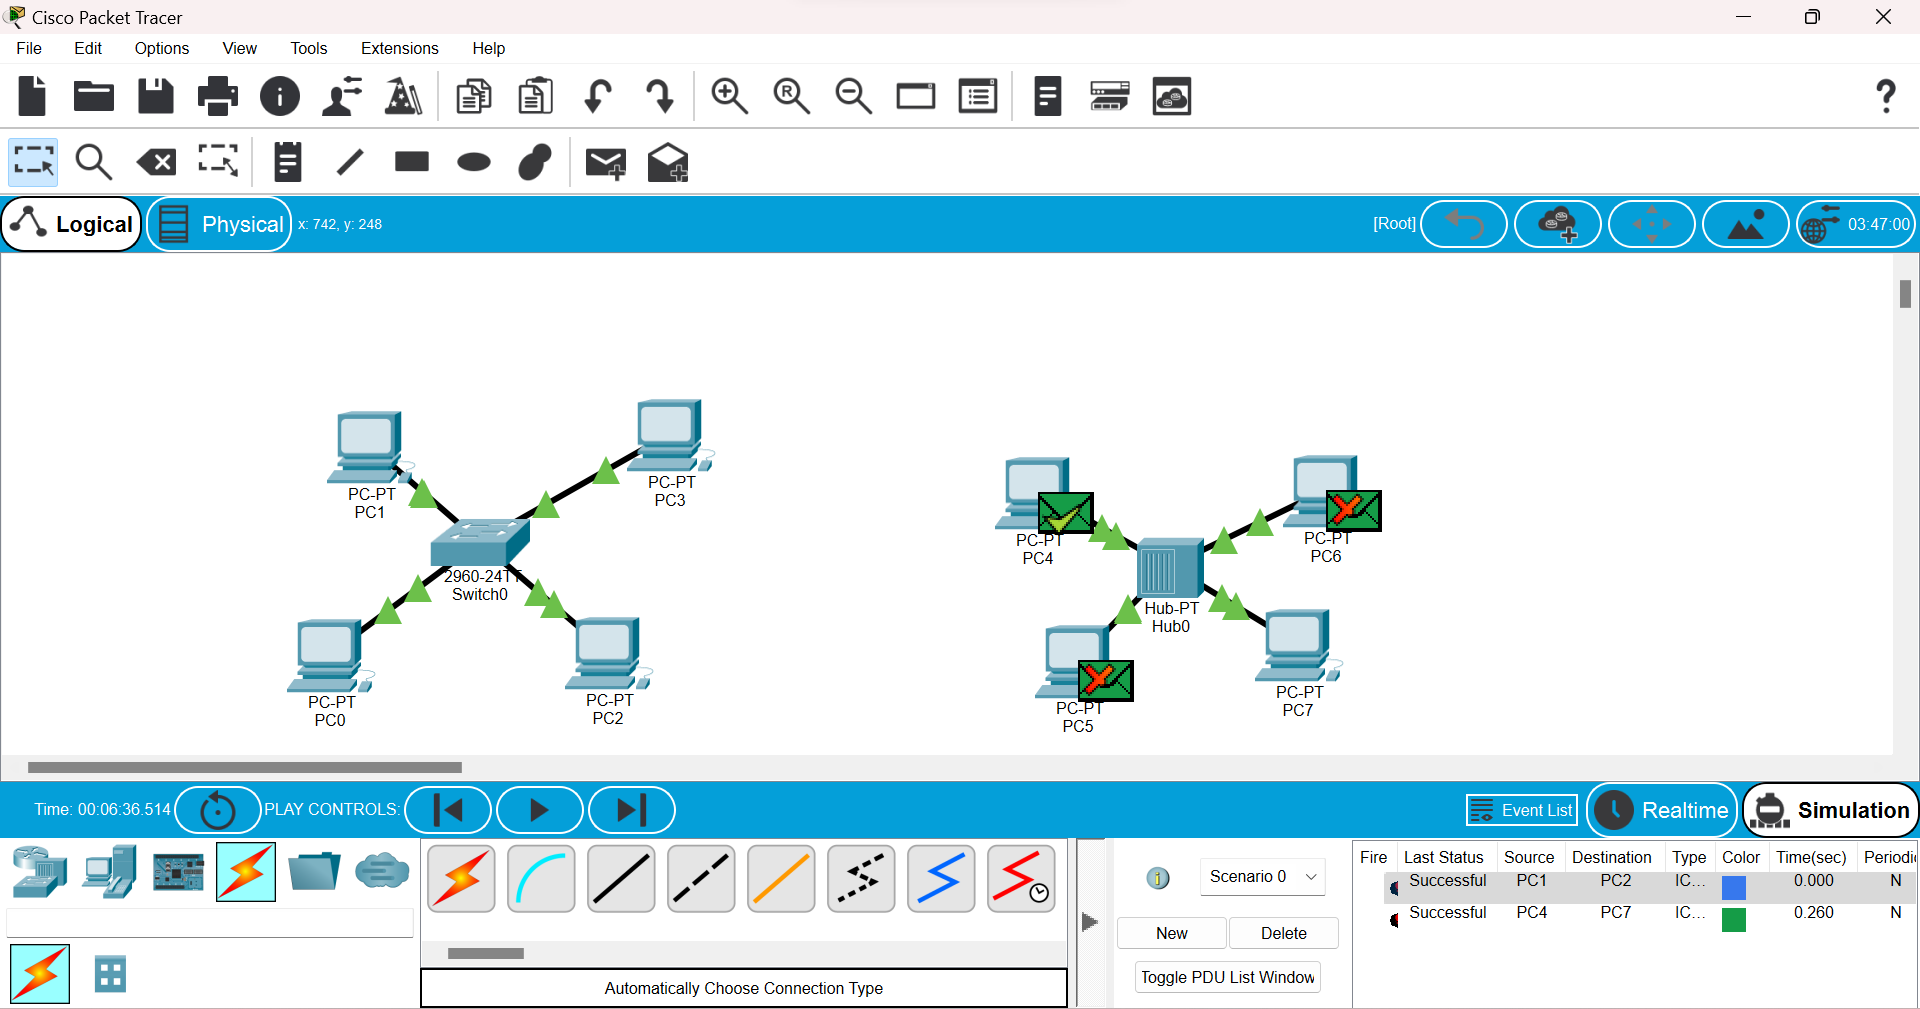 Cisco Packet Tracer
File Edit Options View Tools Extensions Help
Logical Physical x: 742, y: 248 [Root] 03:47:00
PC-PT
PC1
PC-PT
PC3
2960-24TT
Switch0
PC-PT
PC0
PC-PT
PC2
PC-PT
PC4
PC-PT
PC6
Hub-PT
Hub0
PC-PT
PC5
PC-PT
PC7
Time: 00:06:36.514 PLAY CONTROLS: Event List Realtime Simulation
Fire Last Status Source Destination Type Color Time(sec) Periodic
Successful PC1 PC2 IC... 0.000 N
Successful PC4 PC7 IC... 0.260 N
Scenario 0
New Delete
Toggle PDU List Window
Automatically Choose Connection Type